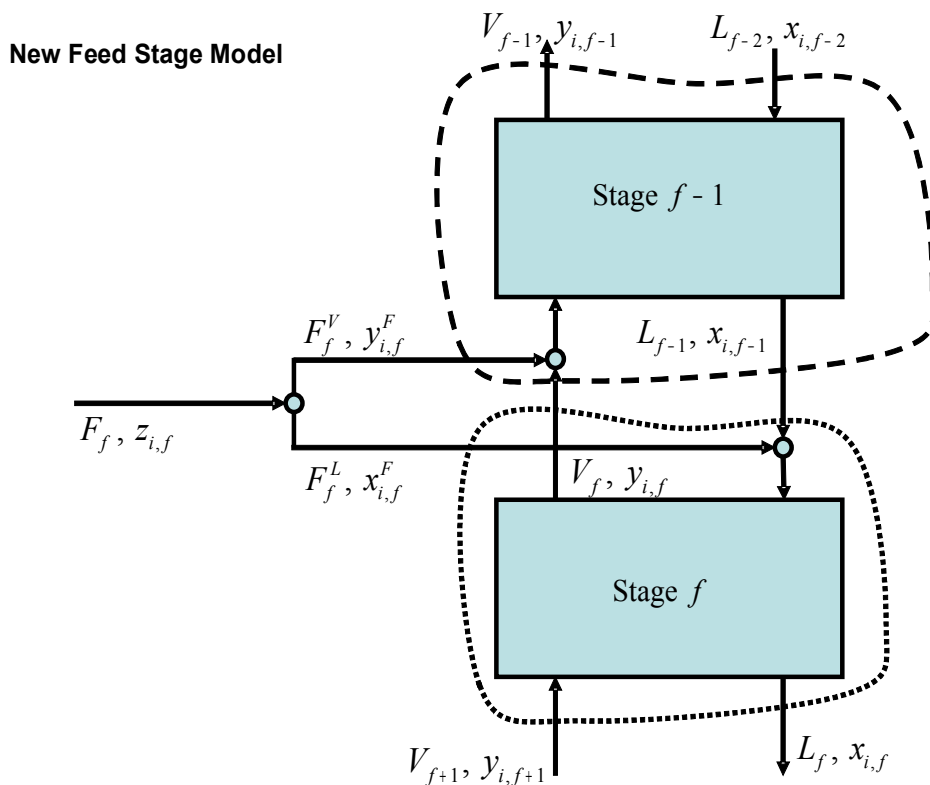 New Feed Stage Model
V_{f-1}, y_{i,f-1}
L_{f-2}, x_{i,f-2}
Stage f - 1
F_f^V, y_{i,f}^F
L_{f-1}, x_{i,f-1}
F_f, z_{i,f}
F_f^L, x_{i,f}^F
V_f, y_{i,f}
Stage f
V_{f+1}, y_{i,f+1}
L_f, x_{i,f}